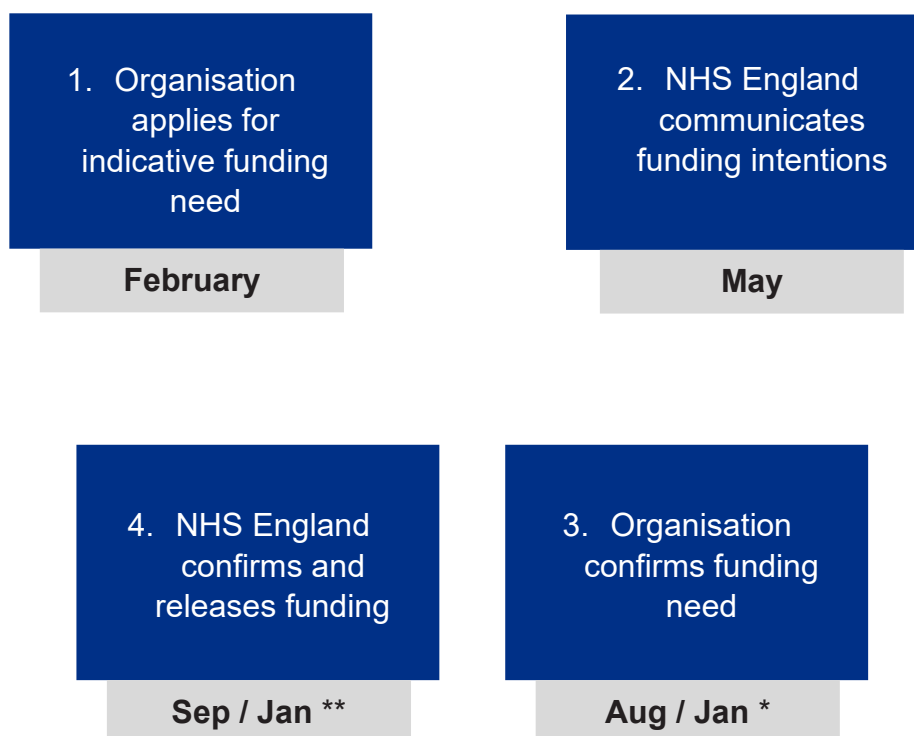 1. Organisation
applies for
indicative funding
need
February
2. NHS England
communicates
funding intentions
May
4. NHS England
confirms and
releases funding
Sep / Jan **
3. Organisation
confirms funding
need
Aug / Jan *